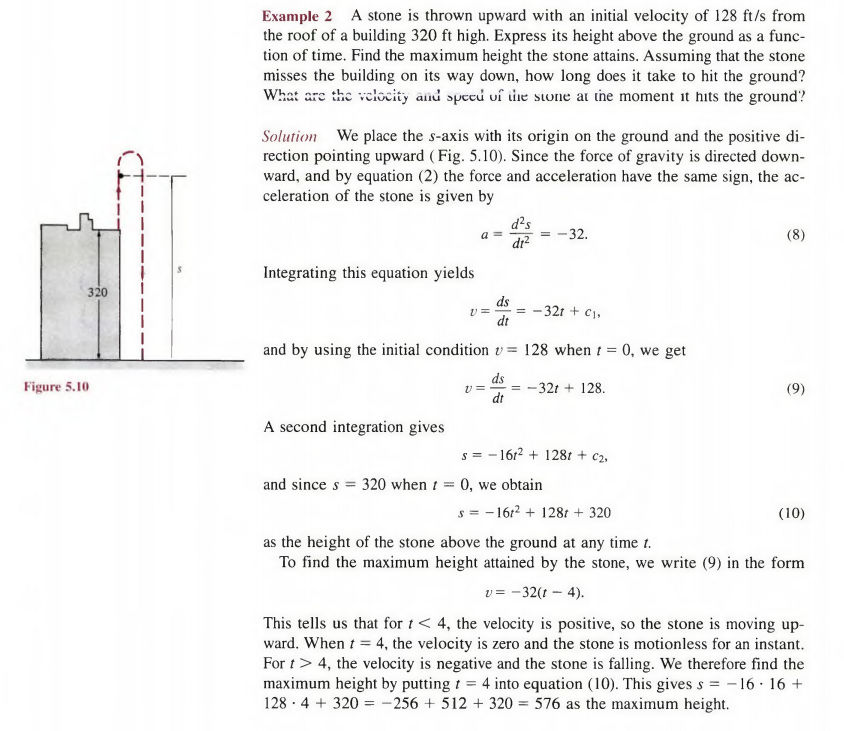 Example 2 A stone is thrown upward with an initial velocity of 128 ft/s from
the roof of a building 320 ft high. Express its height above the ground as a func-
tion of time. Find the maximum height the stone attains. Assuming that the stone
misses the building on its way down, how long does it take to hit the ground?
What are the velocity and speed of the stone at the moment it hits the ground?
Solution We place the s-axis with its origin on the ground and the positive di-
rection pointing upward (Fig. 5.10). Since the force of gravity is directed down-
ward, and by equation (2) the force and acceleration have the same sign, the ac-
celeration of the stone is given by
a = d²s/dt² = −32. (8)
Integrating this equation yields
v = ds/dt = −32t + c₁,
and by using the initial condition v = 128 when t = 0, we get
v = ds/dt = −32t + 128. (9)
A second integration gives
s = −16t² + 128t + c₂,
and since s = 320 when t = 0, we obtain
s = −16t² + 128t + 320 (10)
as the height of the stone above the ground at any time t.
To find the maximum height attained by the stone, we write (9) in the form
v = −32(t − 4).
This tells us that for t < 4, the velocity is positive, so the stone is moving up-
ward. When t = 4, the velocity is zero and the stone is motionless for an instant.
For t > 4, the velocity is negative and the stone is falling. We therefore find the
maximum height by putting t = 4 into equation (10). This gives s = −16 · 16 +
128 · 4 + 320 = −256 + 512 + 320 = 576 as the maximum height.
320
s
Figure 5.10